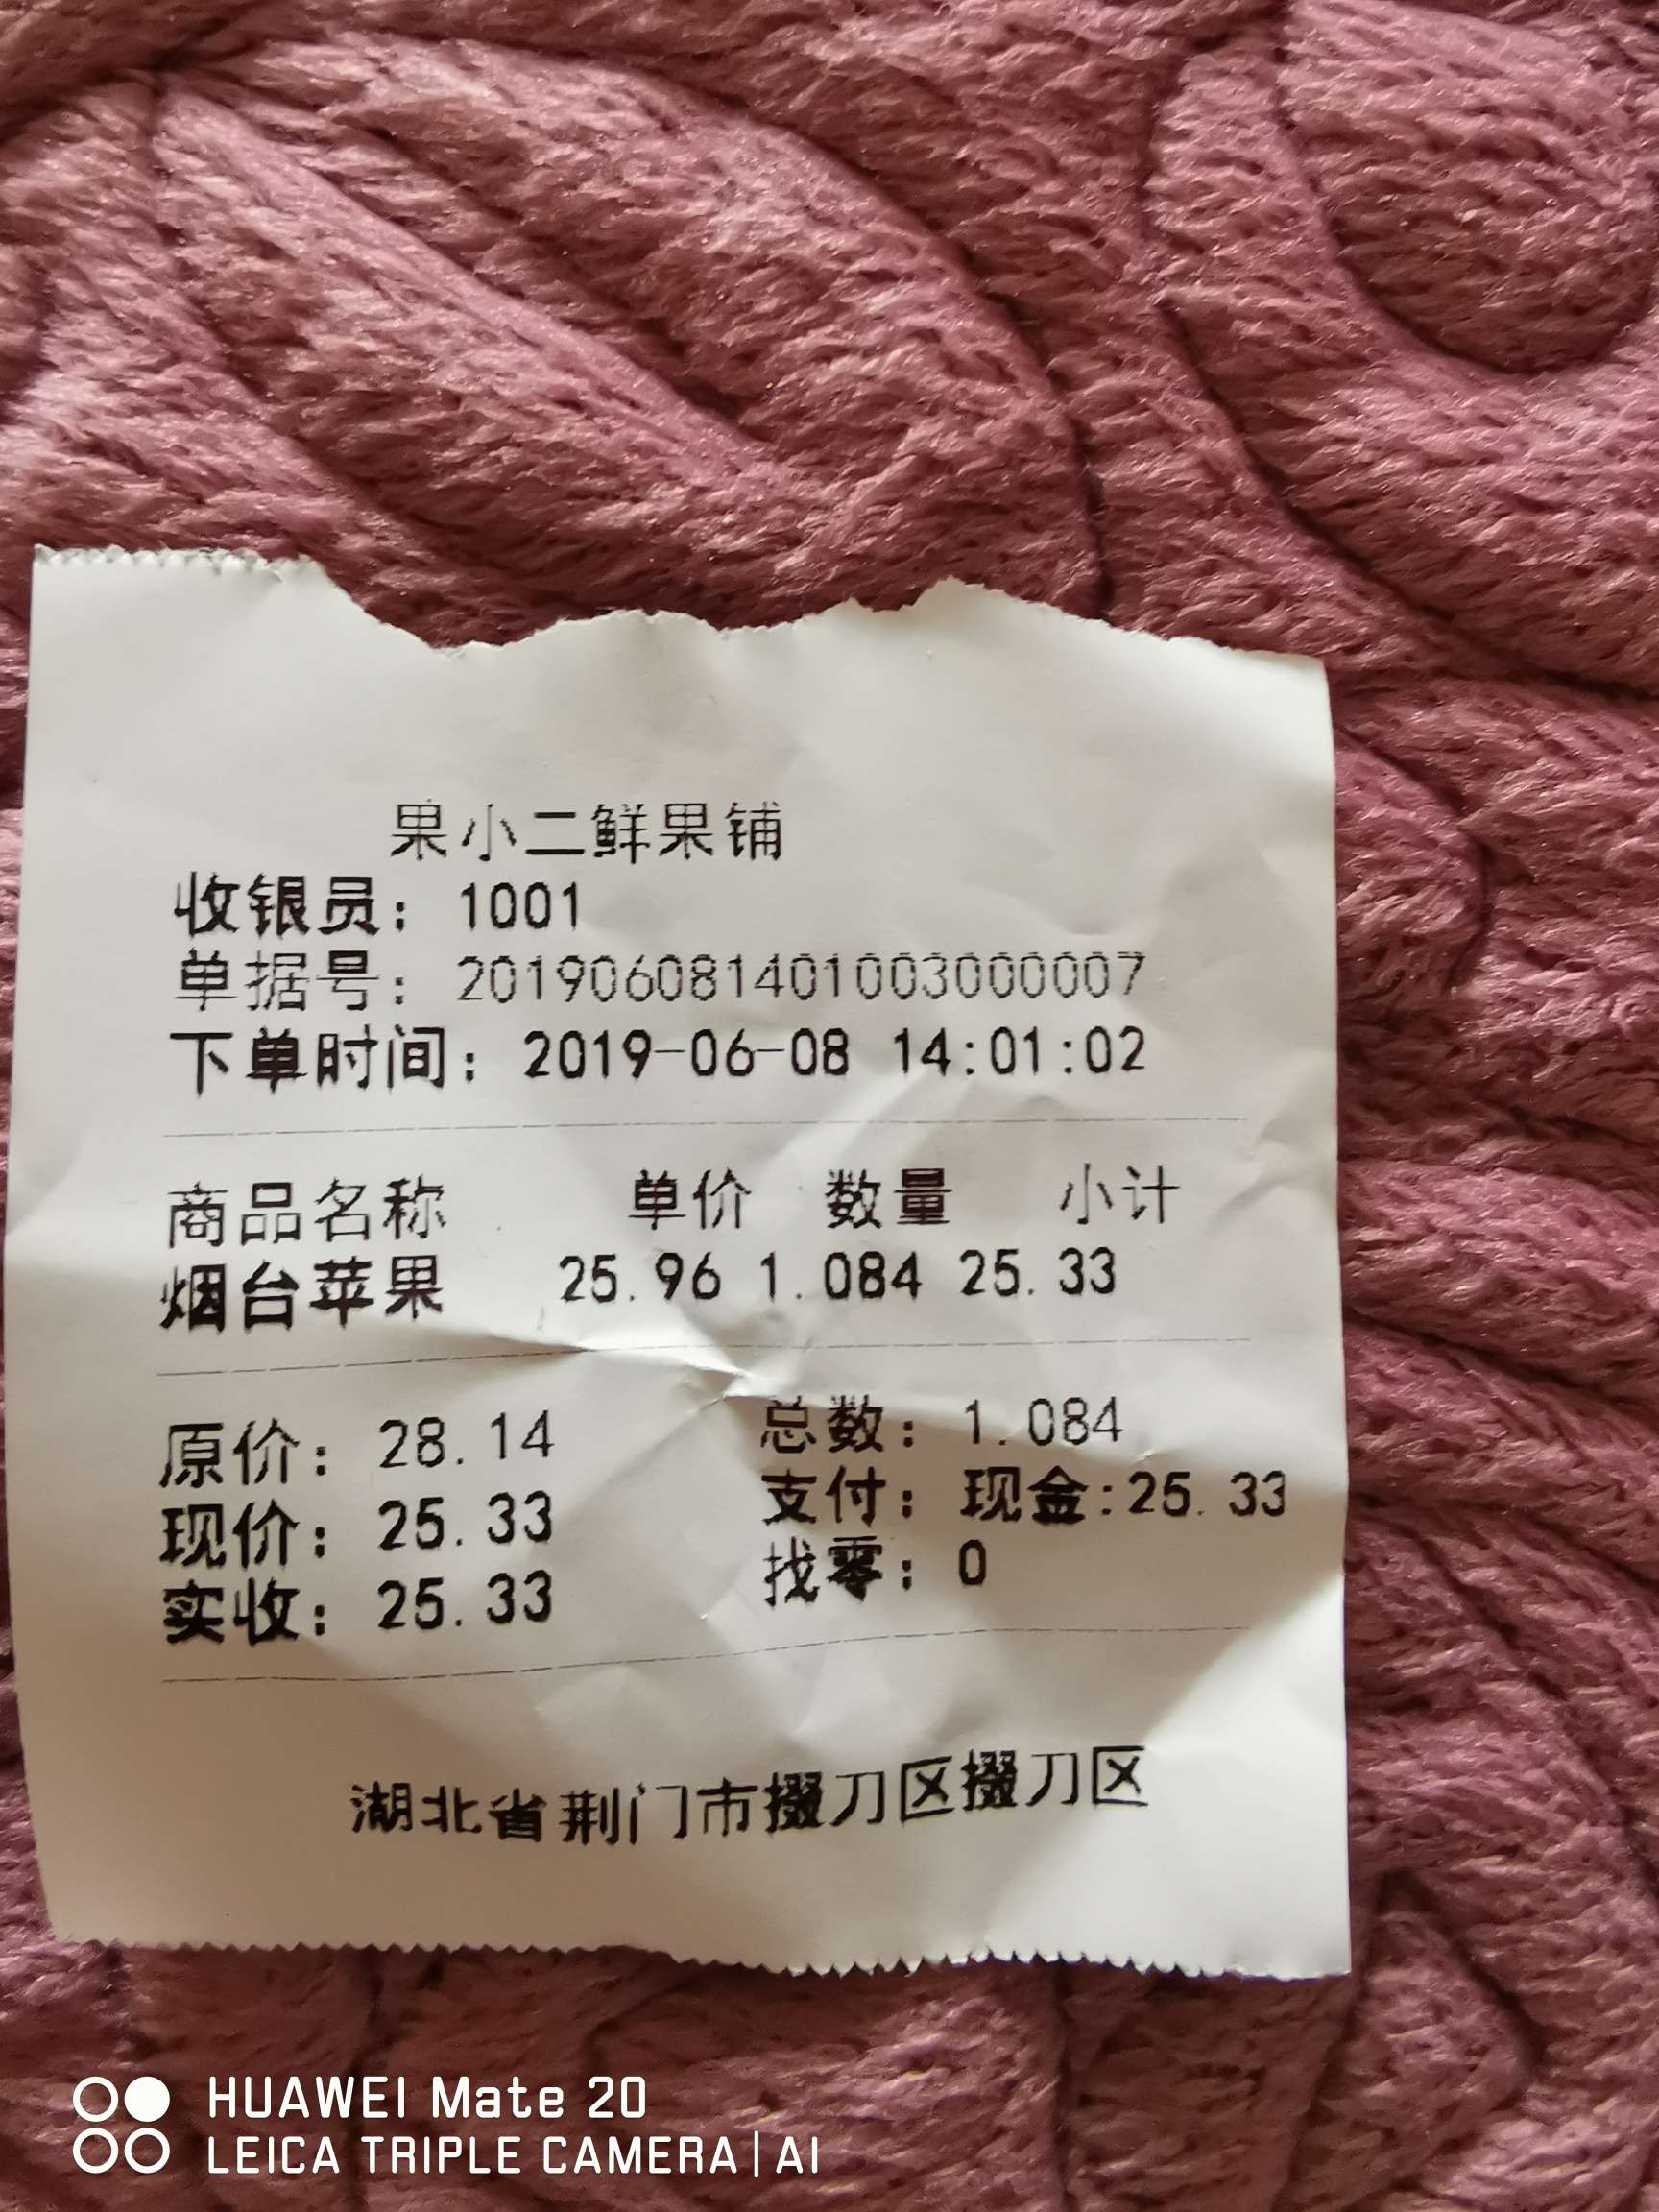 果小二鲜果铺
收银员：1001
单据号：201906081401003000007
下单时间：2019-06-08 14:01:02
商品名称 单价 数量 小计
烟台苹果 25.96 1.084 25.33
原价：28.14 总数：1.084
现价：25.33 支付：现金:25.33
实收：25.33 找零：0
湖北省荆门市掇刀区掇刀区
HUAWEI Mate 20
LEICA TRIPLE CAMERA|AI